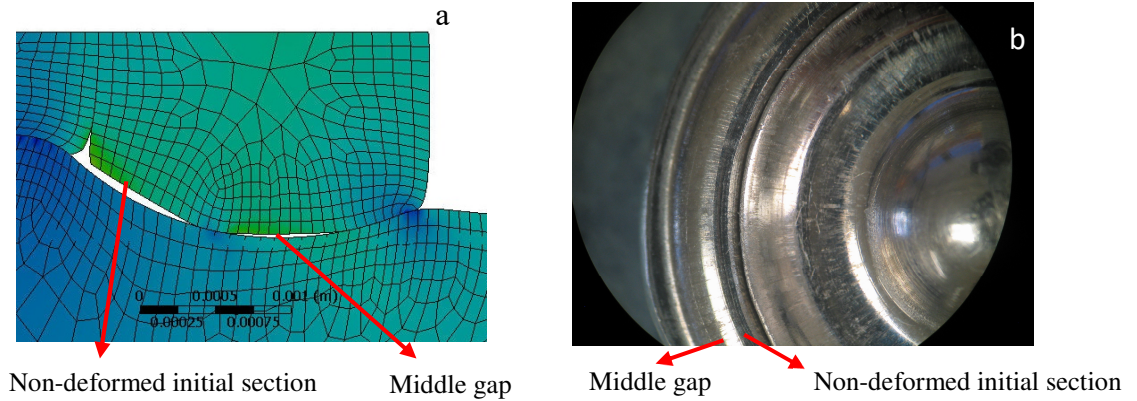 a
b
0 0.0005 0.001 (m)
0.00025 0.00075
Non-deformed initial section
Middle gap
Middle gap
Non-deformed initial section